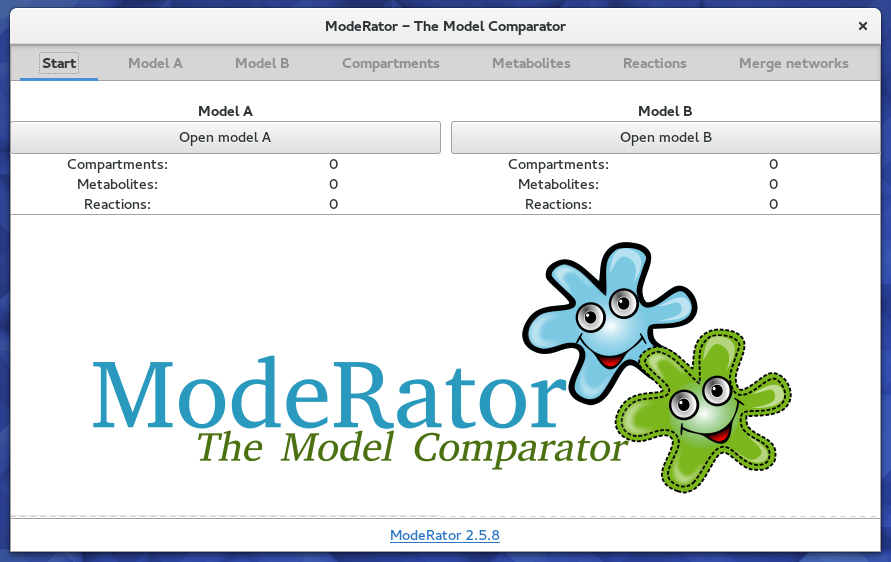 ModeRator – The Model Comparator ×
Start Model A Model B Compartments Metabolites Reactions Merge networks
Model A Model B
Open model A Open model B
Compartments: 0 Compartments: 0
Metabolites: 0 Metabolites: 0
Reactions: 0 Reactions: 0
ModeRator
The Model Comparator
ModeRator 2.5.8